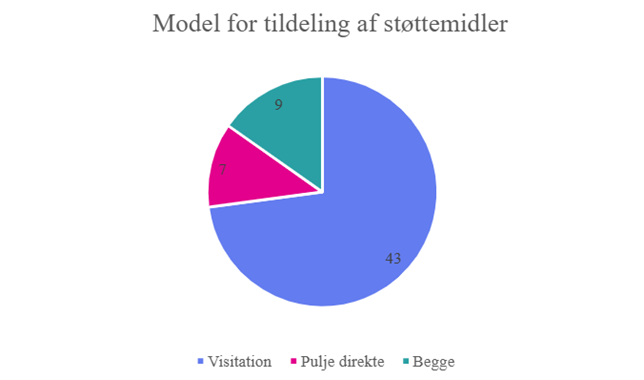 Model for tildeling af støttemidler
9
7
43
Visitation Pulje direkte Begge